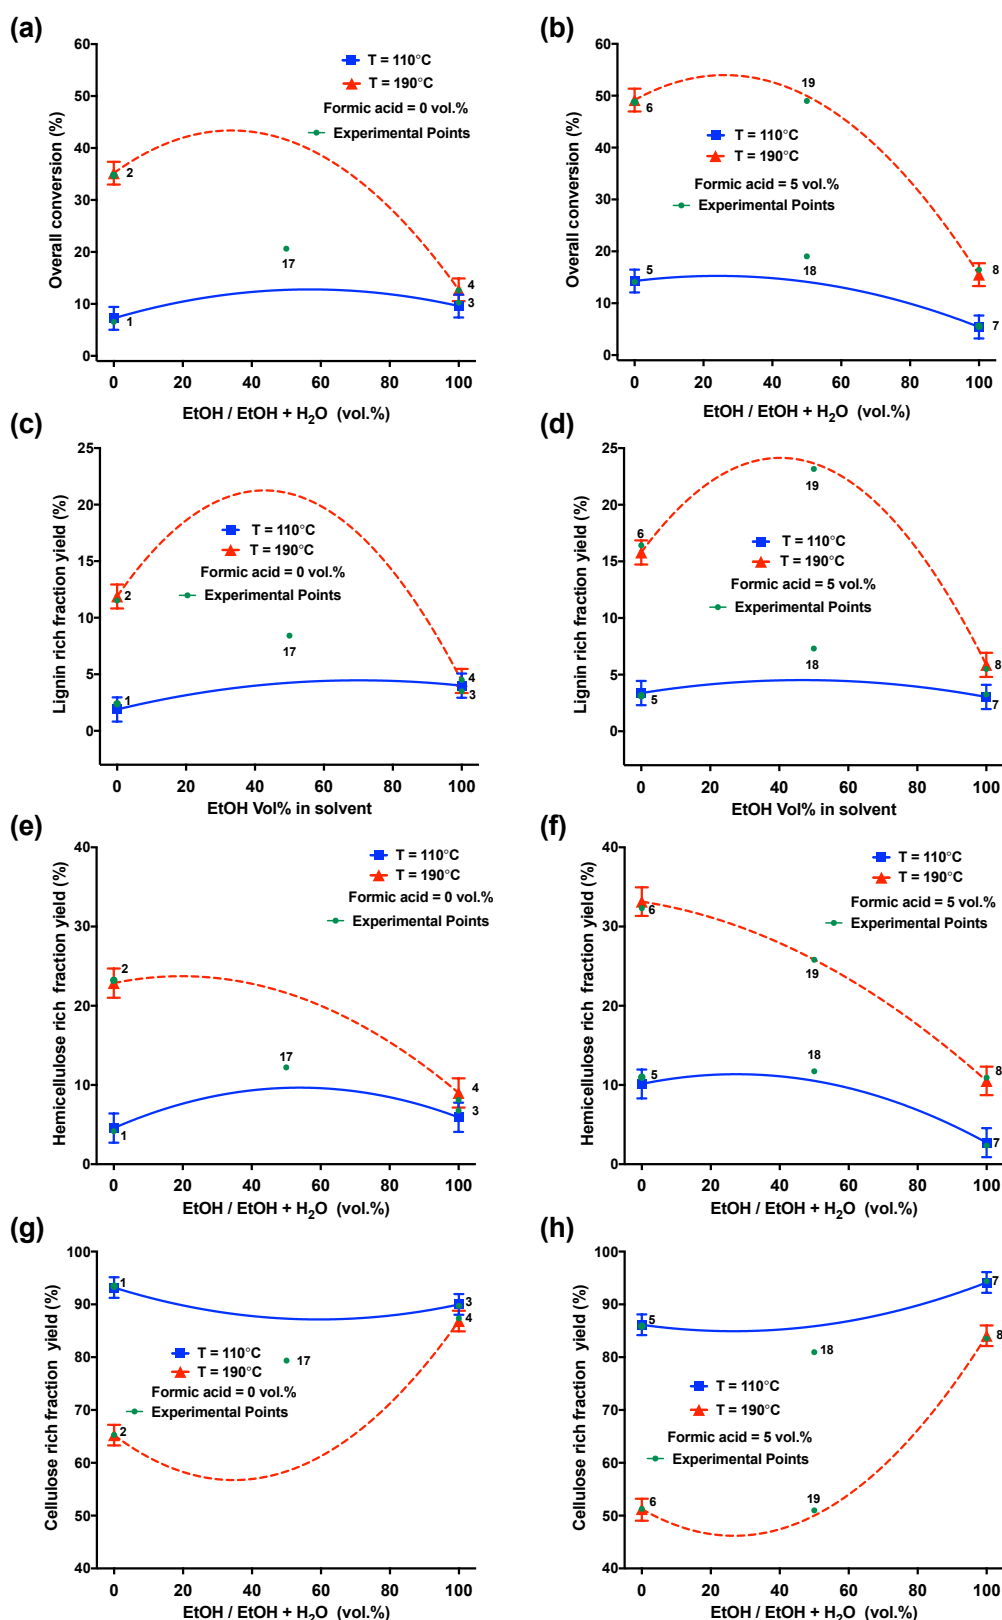 (a)
60
50
40
30
20
10
0
Overall conversion (%)
T = 110°C
T = 190°C
Formic acid = 0 vol.%
Experimental Points
2
17
4
3
1
0 20 40 60 80 100
EtOH / EtOH + H₂O (vol.%)
(b)
60
50
40
30
20
10
0
Overall conversion (%)
19
6
T = 110°C
T = 190°C
Formic acid = 5 vol.%
Experimental Points
5
18
8
7
0 20 40 60 80 100
EtOH / EtOH + H₂O (vol.%)
(c)
25
20
15
10
5
0
Lignin rich fraction yield (%)
T = 110°C
T = 190°C
Formic acid = 0 vol.%
Experimental Points
2
17
4
3
1
0 20 40 60 80 100
EtOH Vol% in solvent
(d)
25
20
15
10
5
0
Lignin rich fraction yield (%)
19
6
T = 110°C
T = 190°C
Formic acid = 5 vol.%
Experimental Points
18
8
5
7
0 20 40 60 80 100
EtOH Vol% in solvent
(e)
40
30
20
10
0
Hemicellulose rich fraction yield (%)
T = 110°C
T = 190°C
Formic acid = 0 vol.%
Experimental Points
2
17
4
3
1
0 20 40 60 80 100
EtOH / EtOH + H₂O (vol.%)
(f)
40
30
20
10
0
Hemicellulose rich fraction yield (%)
T = 110°C
T = 190°C
Formic acid = 5 vol.%
Experimental Points
6
19
18
5
8
7
0 20 40 60 80 100
EtOH / EtOH + H₂O (vol.%)
(g)
100
90
80
70
60
50
40
Cellulose rich fraction yield (%)
1
3
4
T = 110°C
17
T = 190°C
Formic acid = 0 vol.%
Experimental Points
2
0 20 40 60 80 100
EtOH / EtOH + H₂O (vol.%)
(h)
100
90
80
70
60
50
40
Cellulose rich fraction yield (%)
7
5
8
18
T = 110°C
T = 190°C
Formic acid = 5 vol.%
Experimental Points
6
19
0 20 40 60 80 100
EtOH / EtOH + H₂O (vol.%)